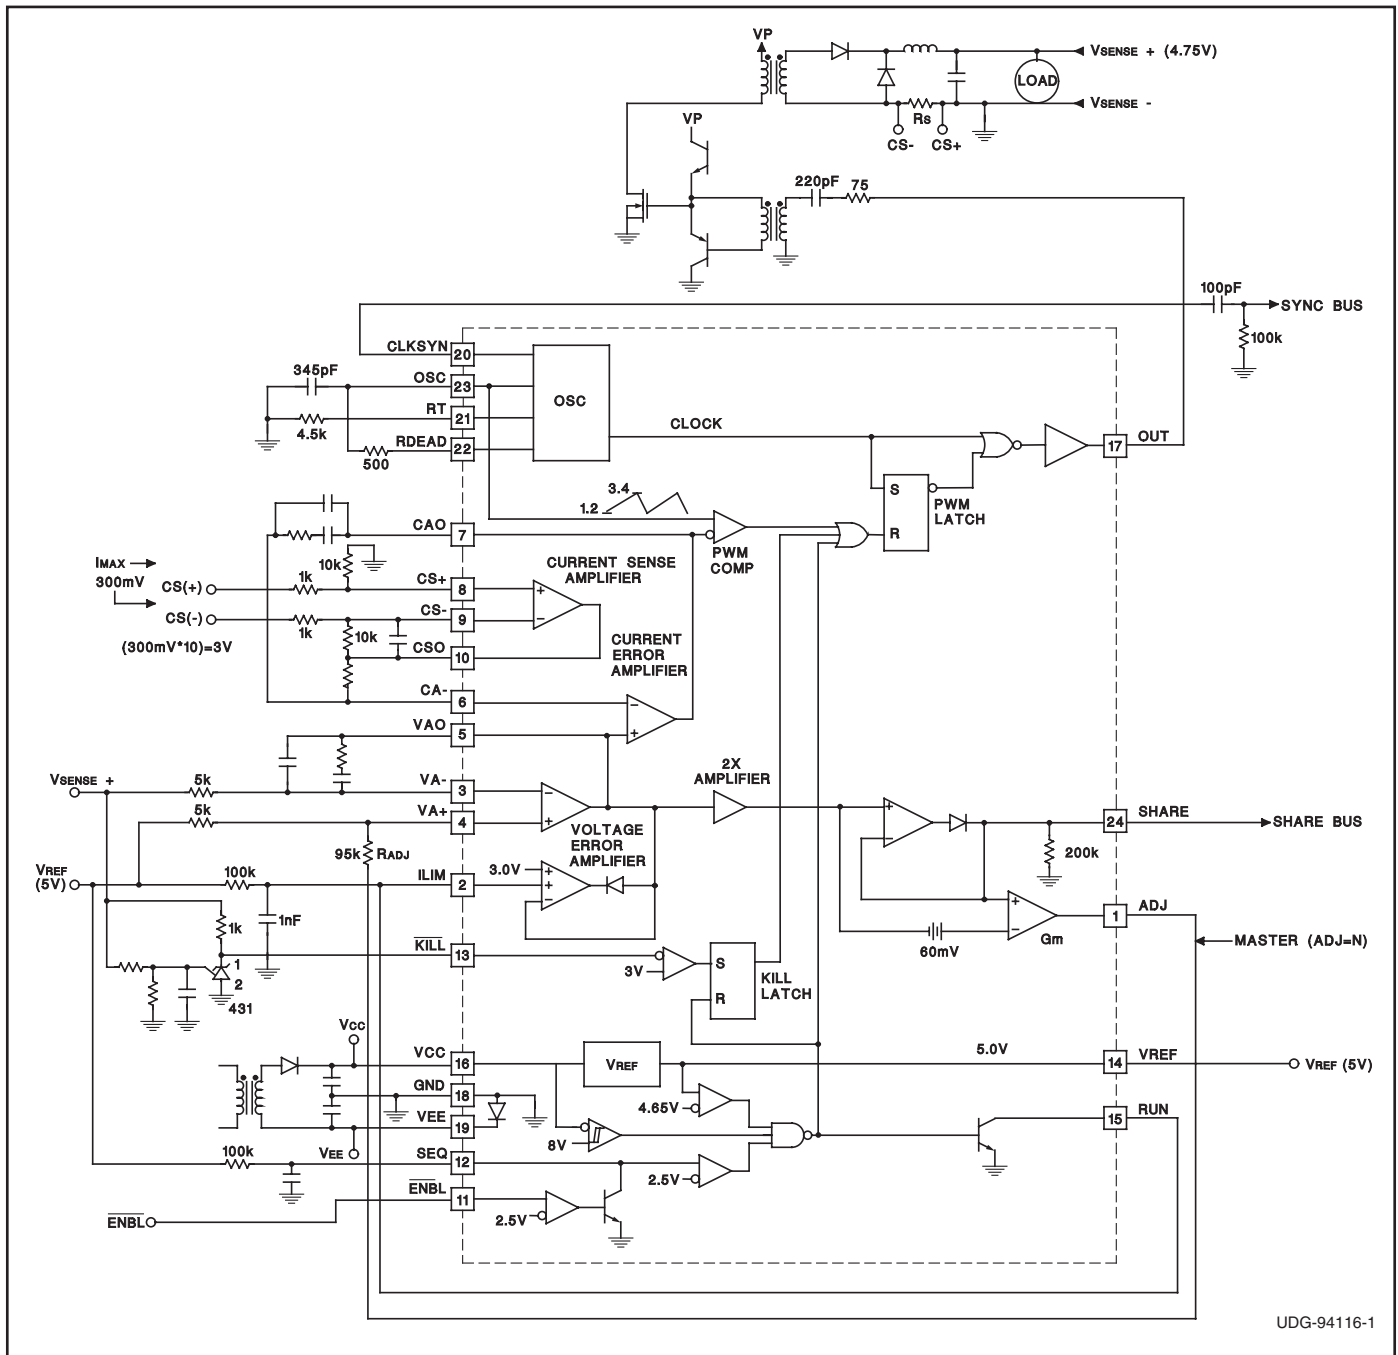 VP
VSENSE + (4.75V)
LOAD
VSENSE -
RS
CS-
CS+
VP
220pF
75
100pF
SYNC BUS
100k
CLKSYN
20
345pF
OSC
23
OSC
RT
21
4.5k
RDEAD
22
500
CLOCK
17
OUT
S
R
PWM
LATCH
3.4
1.2
PWM
COMP
CAO
7
10k
CURRENT SENSE
AMPLIFIER
IMAX
300mV
CS(+)
1k
CS+
8
+
-
CS(-)
1k
CS-
9
(300mV*10)=3V
10k
CSO
10
CURRENT
ERROR
AMPLIFIER
CA-
6
-
+
VAO
5
VSENSE +
5k
VA-
3
-
+
2X
AMPLIFIER
5k
VA+
4
VOLTAGE
ERROR
AMPLIFIER
+
-
24
SHARE
SHARE BUS
200k
95k
RADJ
VREF
(5V)
100k
ILIM
2
3.0V
+
+
-
1nF
1k
+
-
Gm
60mV
1
ADJ
MASTER (ADJ=N)
KILL
13
3V
S
R
KILL
LATCH
1
2
431
VCC
VCC
16
VREF
5.0V
14
VREF
VREF (5V)
GND
18
4.65V
VEE
19
8V
15
RUN
VEE
100k
SEQ
12
2.5V
ENBL
11
2.5V
ENBL
UDG-94116-1